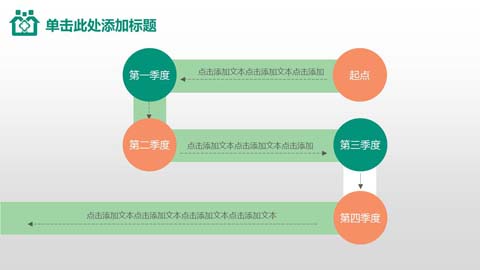 单击此处添加标题
第一季度
点击添加文本点击添加文本点击添加
起点
第二季度
点击添加文本点击添加文本点击添加
第三季度
点击添加文本点击添加文本点击添加文本点击添加文本
第四季度